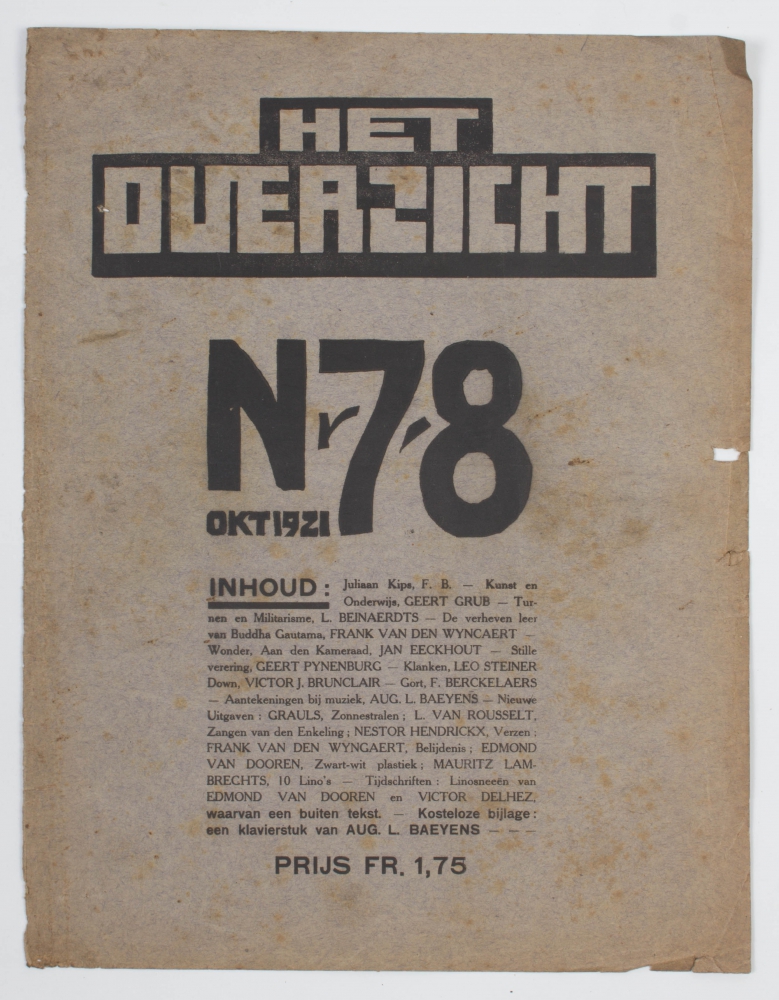 HET
OVERZICHT
Nr 7-8
OKT 1921
INHOUD : Juliaan Kips, F. B. — Kunst en
Onderwijs, GEERT GRUB — Tur-
nen en Militarisme, L. BEINAERDTS — De verheven leer
van Buddha Gautama, FRANK VAN DEN WYNCAERT —
Wonder, Aan den Kameraad, JAN EECKHOUT — Stille
verering, GEERT PYNENBURG — Klanken, LEO STEINER
Down, VICTOR J. BRUNCLAIR — Gort, F. BERCKELAERS
— Aantekeningen bij muziek, AUG. L. BAEYENS — Nieuwe
Uitgaven : GRAULS, Zonnestralen ; L. VAN ROUSSELT,
Zangen van den Enkeling ; NESTOR HENDRICKX, Verzen ;
FRANK VAN DEN WYNGAERT, Belijdenis ; EDMOND
VAN DOOREN, Zwart-wit plastiek ; MAURITZ LAM-
BRECHTS, 10 Lino's — Tijdschriften : Linosneeën van
EDMOND VAN DOOREN en VICTOR DELHEZ,
waarvan een buiten tekst. — Kosteloze bijlage :
een klavierstuk van AUG. L. BAEYENS — — —
PRIJS FR. 1,75